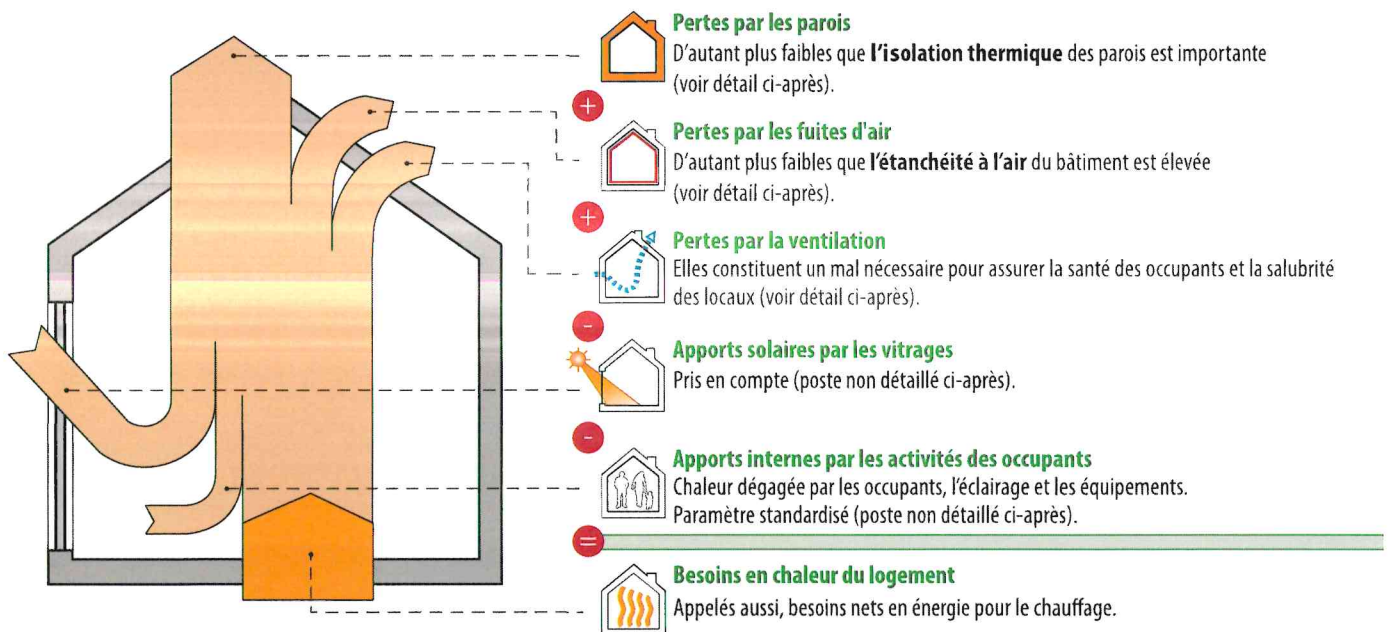 Pertes par les parois
D'autant plus faibles que l'isolation thermique des parois est importante
(voir détail ci-après).
+
Pertes par les fuites d'air
D'autant plus faibles que l'étanchéité à l'air du bâtiment est élevée
(voir détail ci-après).
+
Pertes par la ventilation
Elles constituent un mal nécessaire pour assurer la santé des occupants et la salubrité
des locaux (voir détail ci-après).
-
Apports solaires par les vitrages
Pris en compte (poste non détaillé ci-après).
-
Apports internes par les activités des occupants
Chaleur dégagée par les occupants, l'éclairage et les équipements.
Paramètre standardisé (poste non détaillé ci-après).
=
Besoins en chaleur du logement
Appelés aussi, besoins nets en énergie pour le chauffage.